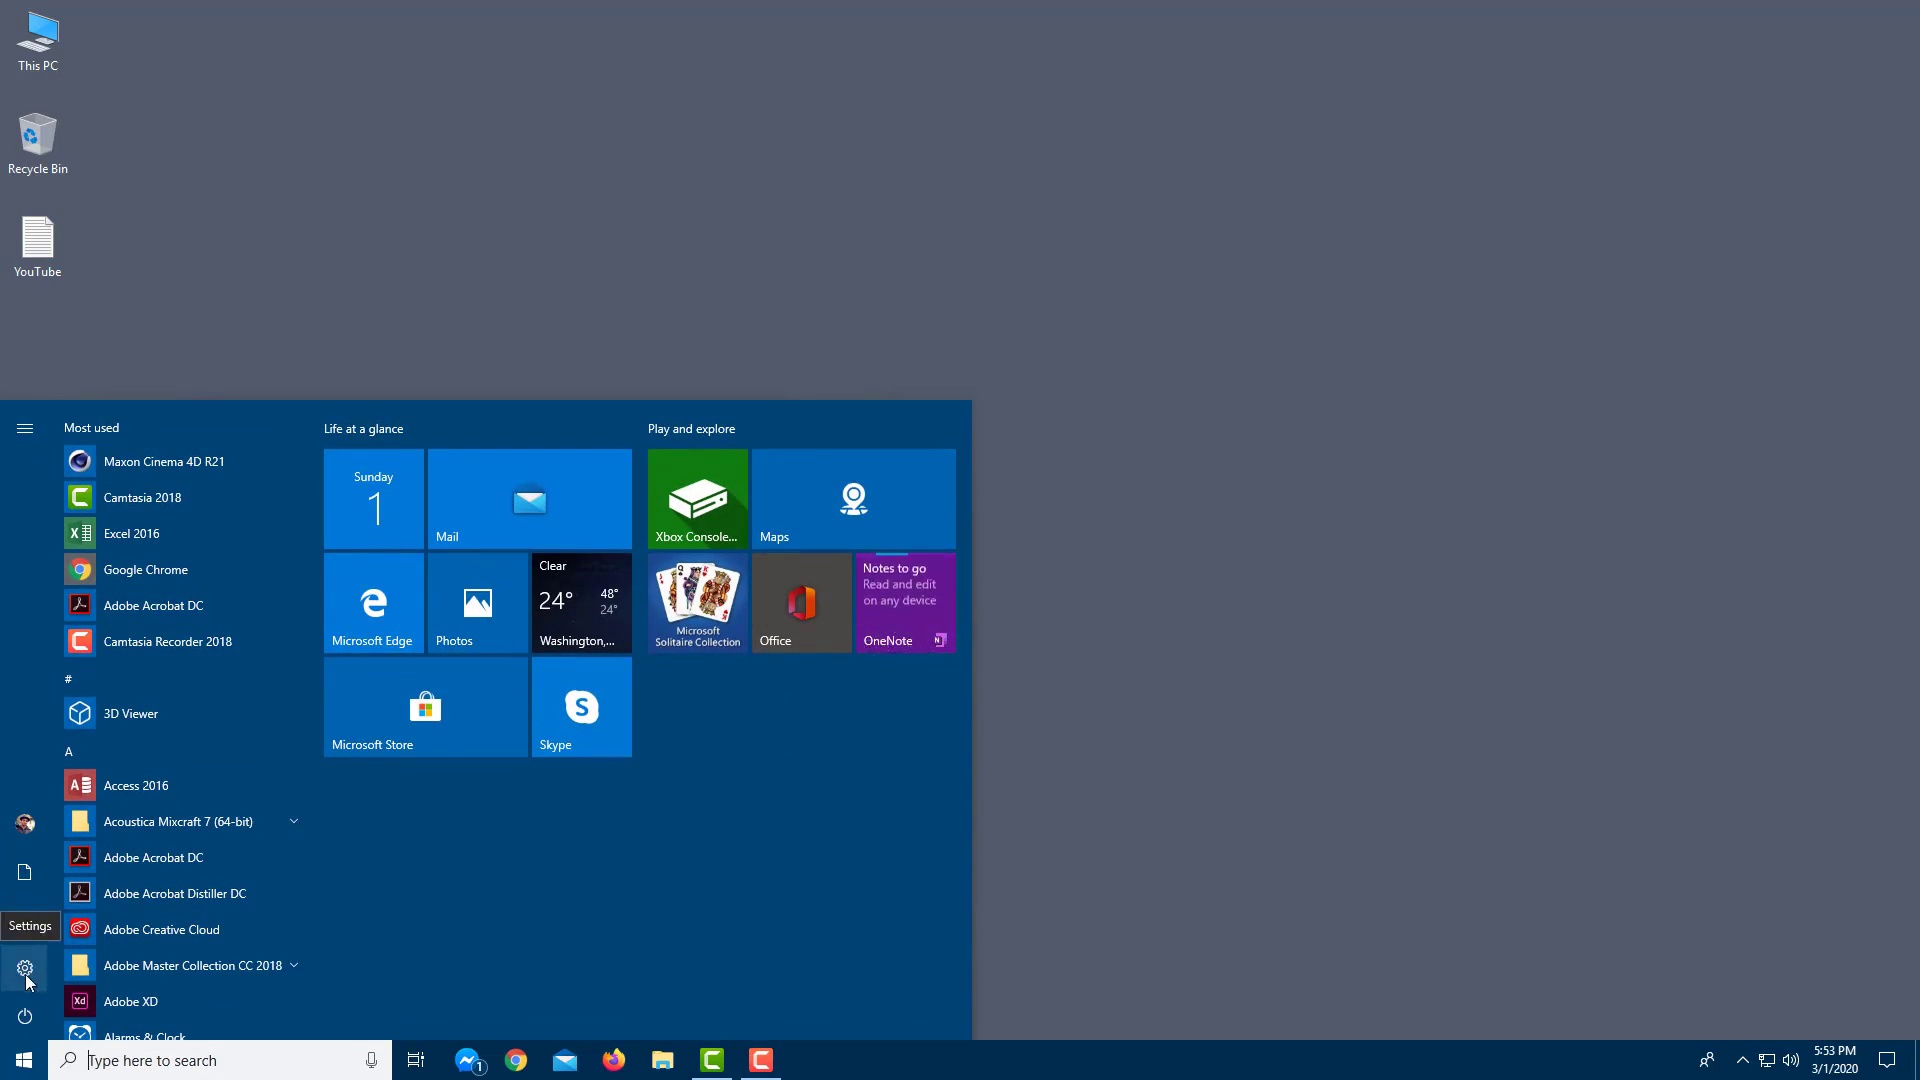 This PC
Recycle Bin
YouTube
Most used
Maxon Cinema 4D R21
Camtasia 2018
Excel 2016
Google Chrome
Adobe Acrobat DC
Camtasia Recorder 2018
#
3D Viewer
A
Access 2016
Acoustica Mixcraft 7 (64-bit)
Adobe Acrobat DC
Adobe Acrobat Distiller DC
Adobe Creative Cloud
Adobe Master Collection CC 2018
Adobe XD
Alarms & Clock
Settings
Life at a glance
Sunday
1
Mail
Microsoft Edge
Photos
Clear
24° 48°
24°
Washington,...
Microsoft Store
Skype
Play and explore
Xbox Console...
Maps
Microsoft
Solitaire Collection
Office
Notes to go
Read and edit
on any device
OneNote
Type here to search
1
5:53 PM
3/1/2020